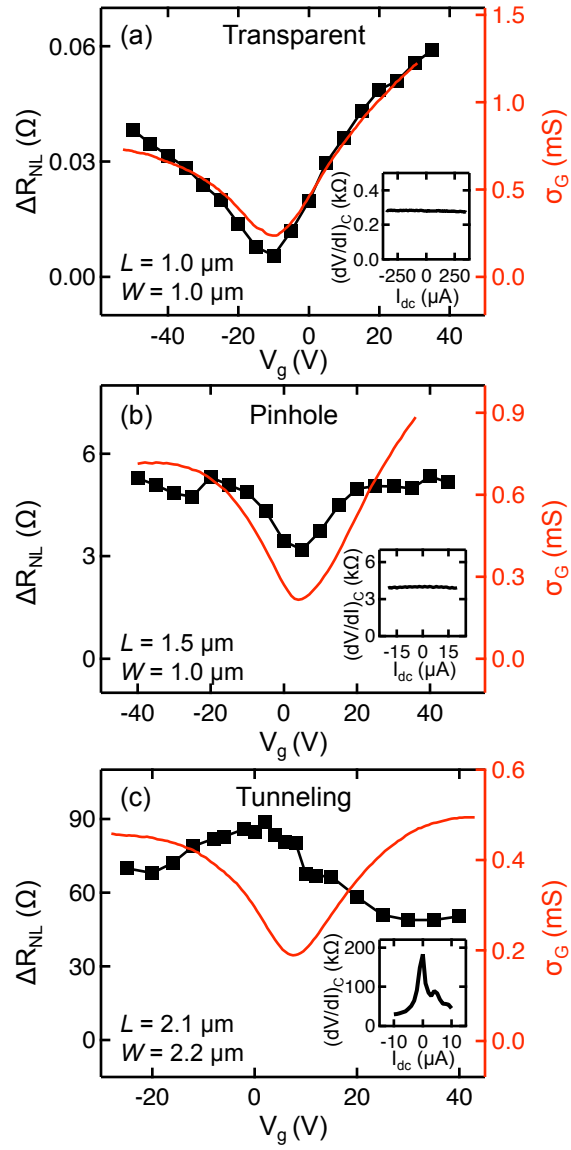 (a) Transparent
ΔR_NL (Ω)
0.06
0.03
0.00
1.5
1.0
0.5
0.0
σ_G (mS)
L = 1.0 μm
W = 1.0 μm
(dV/dI)_C (kΩ)
0.4
0.2
0.0
-250 0 250
I_dc (μA)
-40 -20 0 20 40
V_g (V)
(b) Pinhole
ΔR_NL (Ω)
6
3
0
0.9
0.6
0.3
0.0
σ_G (mS)
L = 1.5 μm
W = 1.0 μm
(dV/dI)_C (kΩ)
6
3
0
-15 0 15
I_dc (μA)
-40 -20 0 20 40
V_g (V)
(c) Tunneling
ΔR_NL (Ω)
90
60
30
0
0.6
0.4
0.2
0.0
σ_G (mS)
L = 2.1 μm
W = 2.2 μm
(dV/dI)_C (kΩ)
200
100
0
-10 0 10
I_dc (μA)
-20 0 20 40
V_g (V)